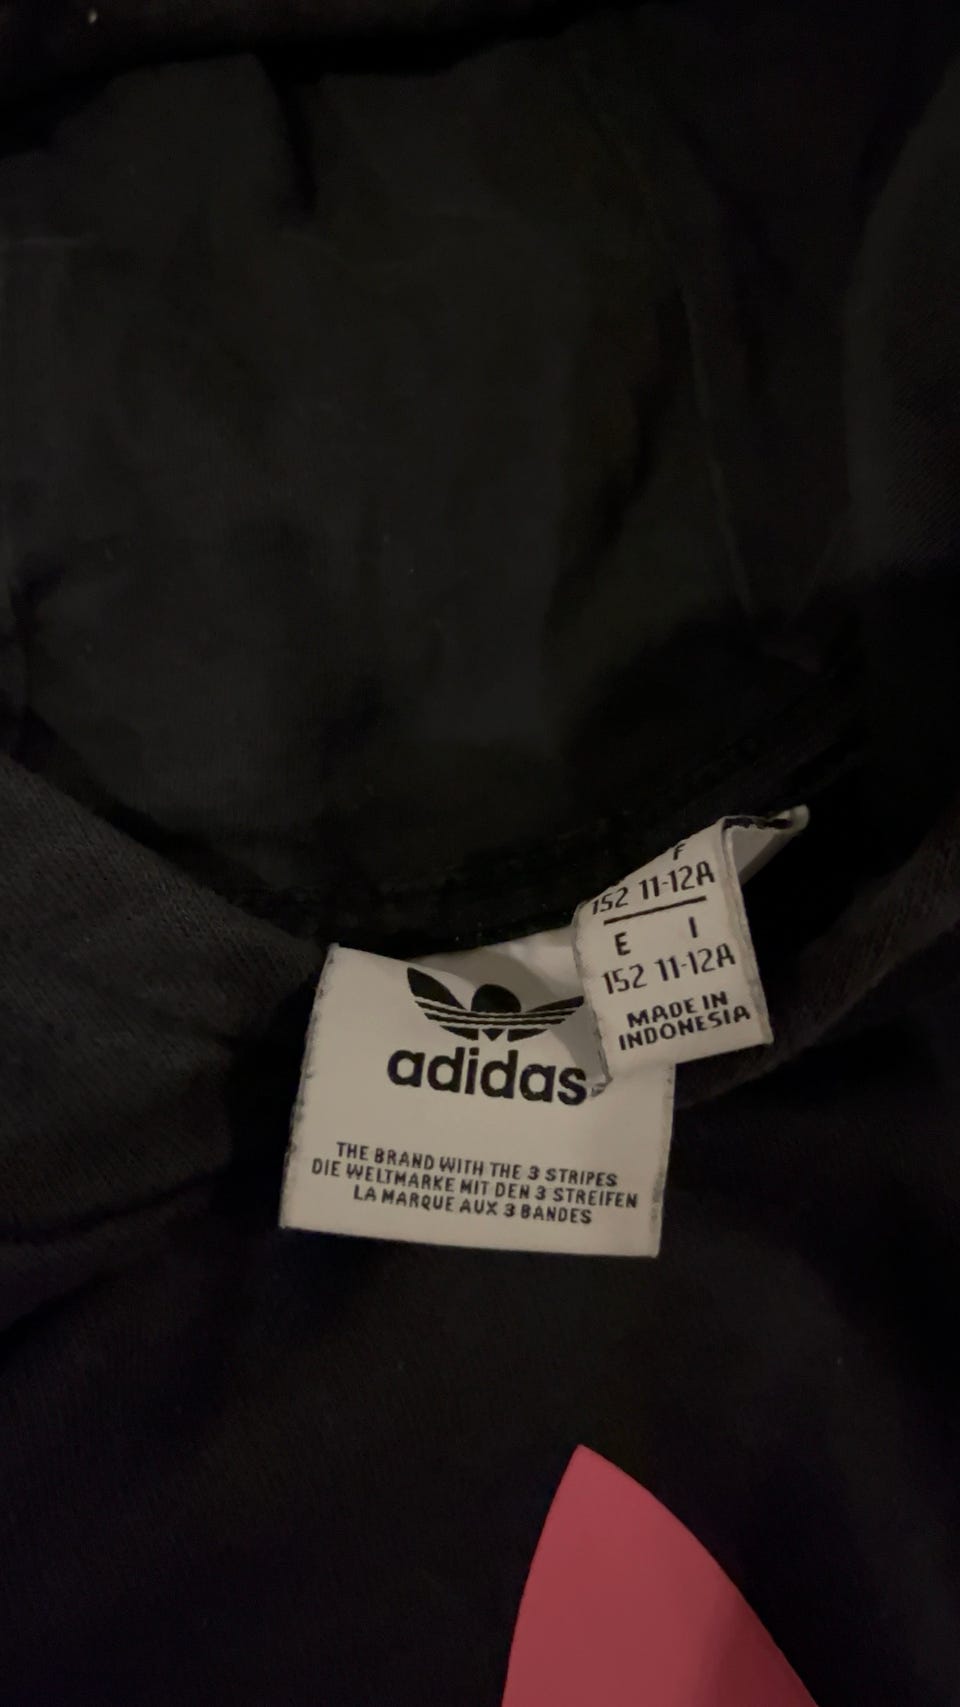 F
152 11-12A
E I
152 11-12A
MADE IN
INDONESIA
adidas
THE BRAND WITH THE 3 STRIPES
DIE WELTMARKE MIT DEN 3 STREIFEN
LA MARQUE AUX 3 BANDES